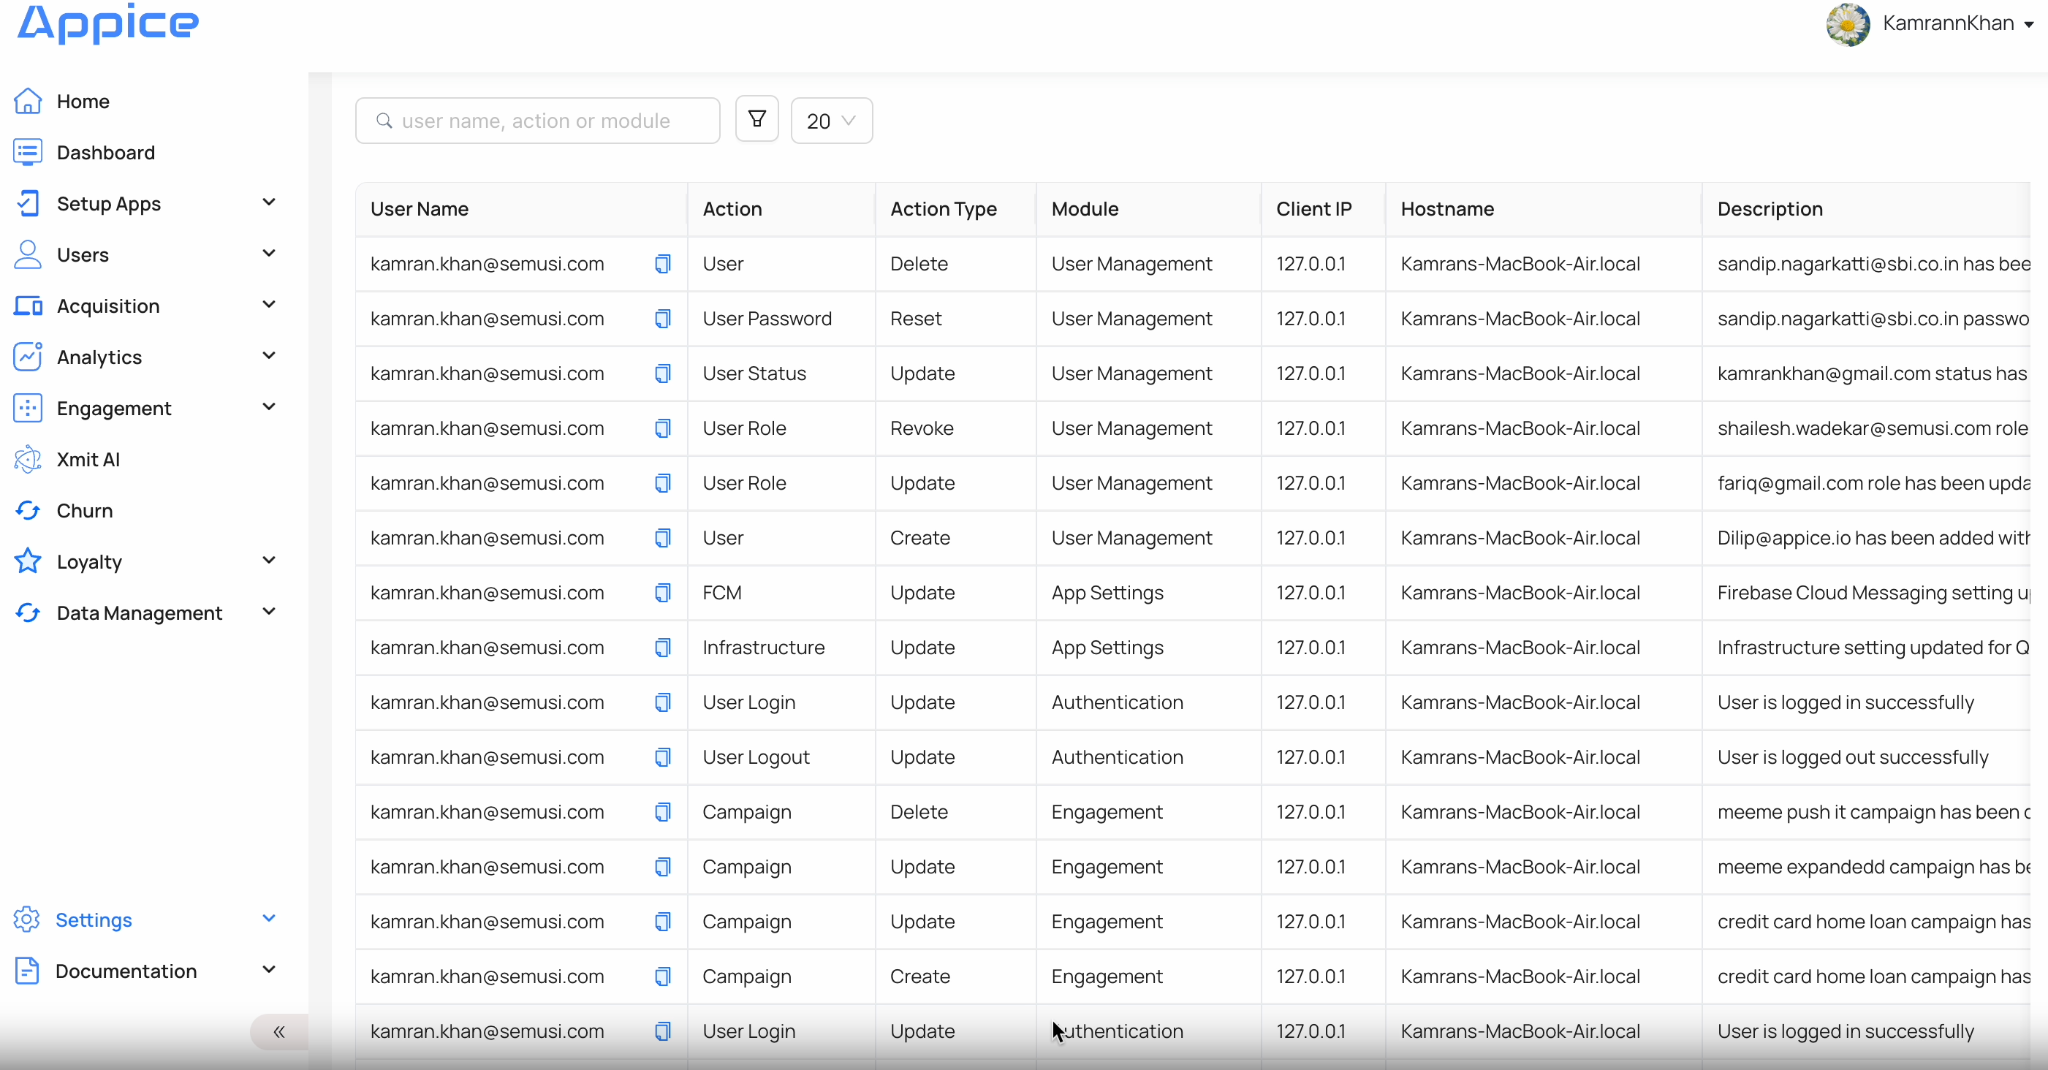 Appice
KamrannKhan
Home
Dashboard
Setup Apps
Users
Acquisition
Analytics
Engagement
Xmit AI
Churn
Loyalty
Data Management
Settings
Documentation
user name, action or module
20
User Name Action Action Type Module Client IP Hostname Description
kamran.khan@semusi.com User Delete User Management 127.0.0.1 Kamrans-MacBook-Air.local sandip.nagarkatti@sbi.co.in has bee
kamran.khan@semusi.com User Password Reset User Management 127.0.0.1 Kamrans-MacBook-Air.local sandip.nagarkatti@sbi.co.in passwo
kamran.khan@semusi.com User Status Update User Management 127.0.0.1 Kamrans-MacBook-Air.local kamrankhan@gmail.com status has
kamran.khan@semusi.com User Role Revoke User Management 127.0.0.1 Kamrans-MacBook-Air.local shailesh.wadekar@semusi.com role
kamran.khan@semusi.com User Role Update User Management 127.0.0.1 Kamrans-MacBook-Air.local fariq@gmail.com role has been upda
kamran.khan@semusi.com User Create User Management 127.0.0.1 Kamrans-MacBook-Air.local Dilip@appice.io has been added with
kamran.khan@semusi.com FCM Update App Settings 127.0.0.1 Kamrans-MacBook-Air.local Firebase Cloud Messaging setting u
kamran.khan@semusi.com Infrastructure Update App Settings 127.0.0.1 Kamrans-MacBook-Air.local Infrastructure setting updated for Q
kamran.khan@semusi.com User Login Update Authentication 127.0.0.1 Kamrans-MacBook-Air.local User is logged in successfully
kamran.khan@semusi.com User Logout Update Authentication 127.0.0.1 Kamrans-MacBook-Air.local User is logged out successfully
kamran.khan@semusi.com Campaign Delete Engagement 127.0.0.1 Kamrans-MacBook-Air.local meeme push it campaign has been
kamran.khan@semusi.com Campaign Update Engagement 127.0.0.1 Kamrans-MacBook-Air.local meeme expandedd campaign has be
kamran.khan@semusi.com Campaign Update Engagement 127.0.0.1 Kamrans-MacBook-Air.local credit card home loan campaign has
kamran.khan@semusi.com Campaign Create Engagement 127.0.0.1 Kamrans-MacBook-Air.local credit card home loan campaign has
kamran.khan@semusi.com User Login Update uthentication 127.0.0.1 Kamrans-MacBook-Air.local User is logged in successfully